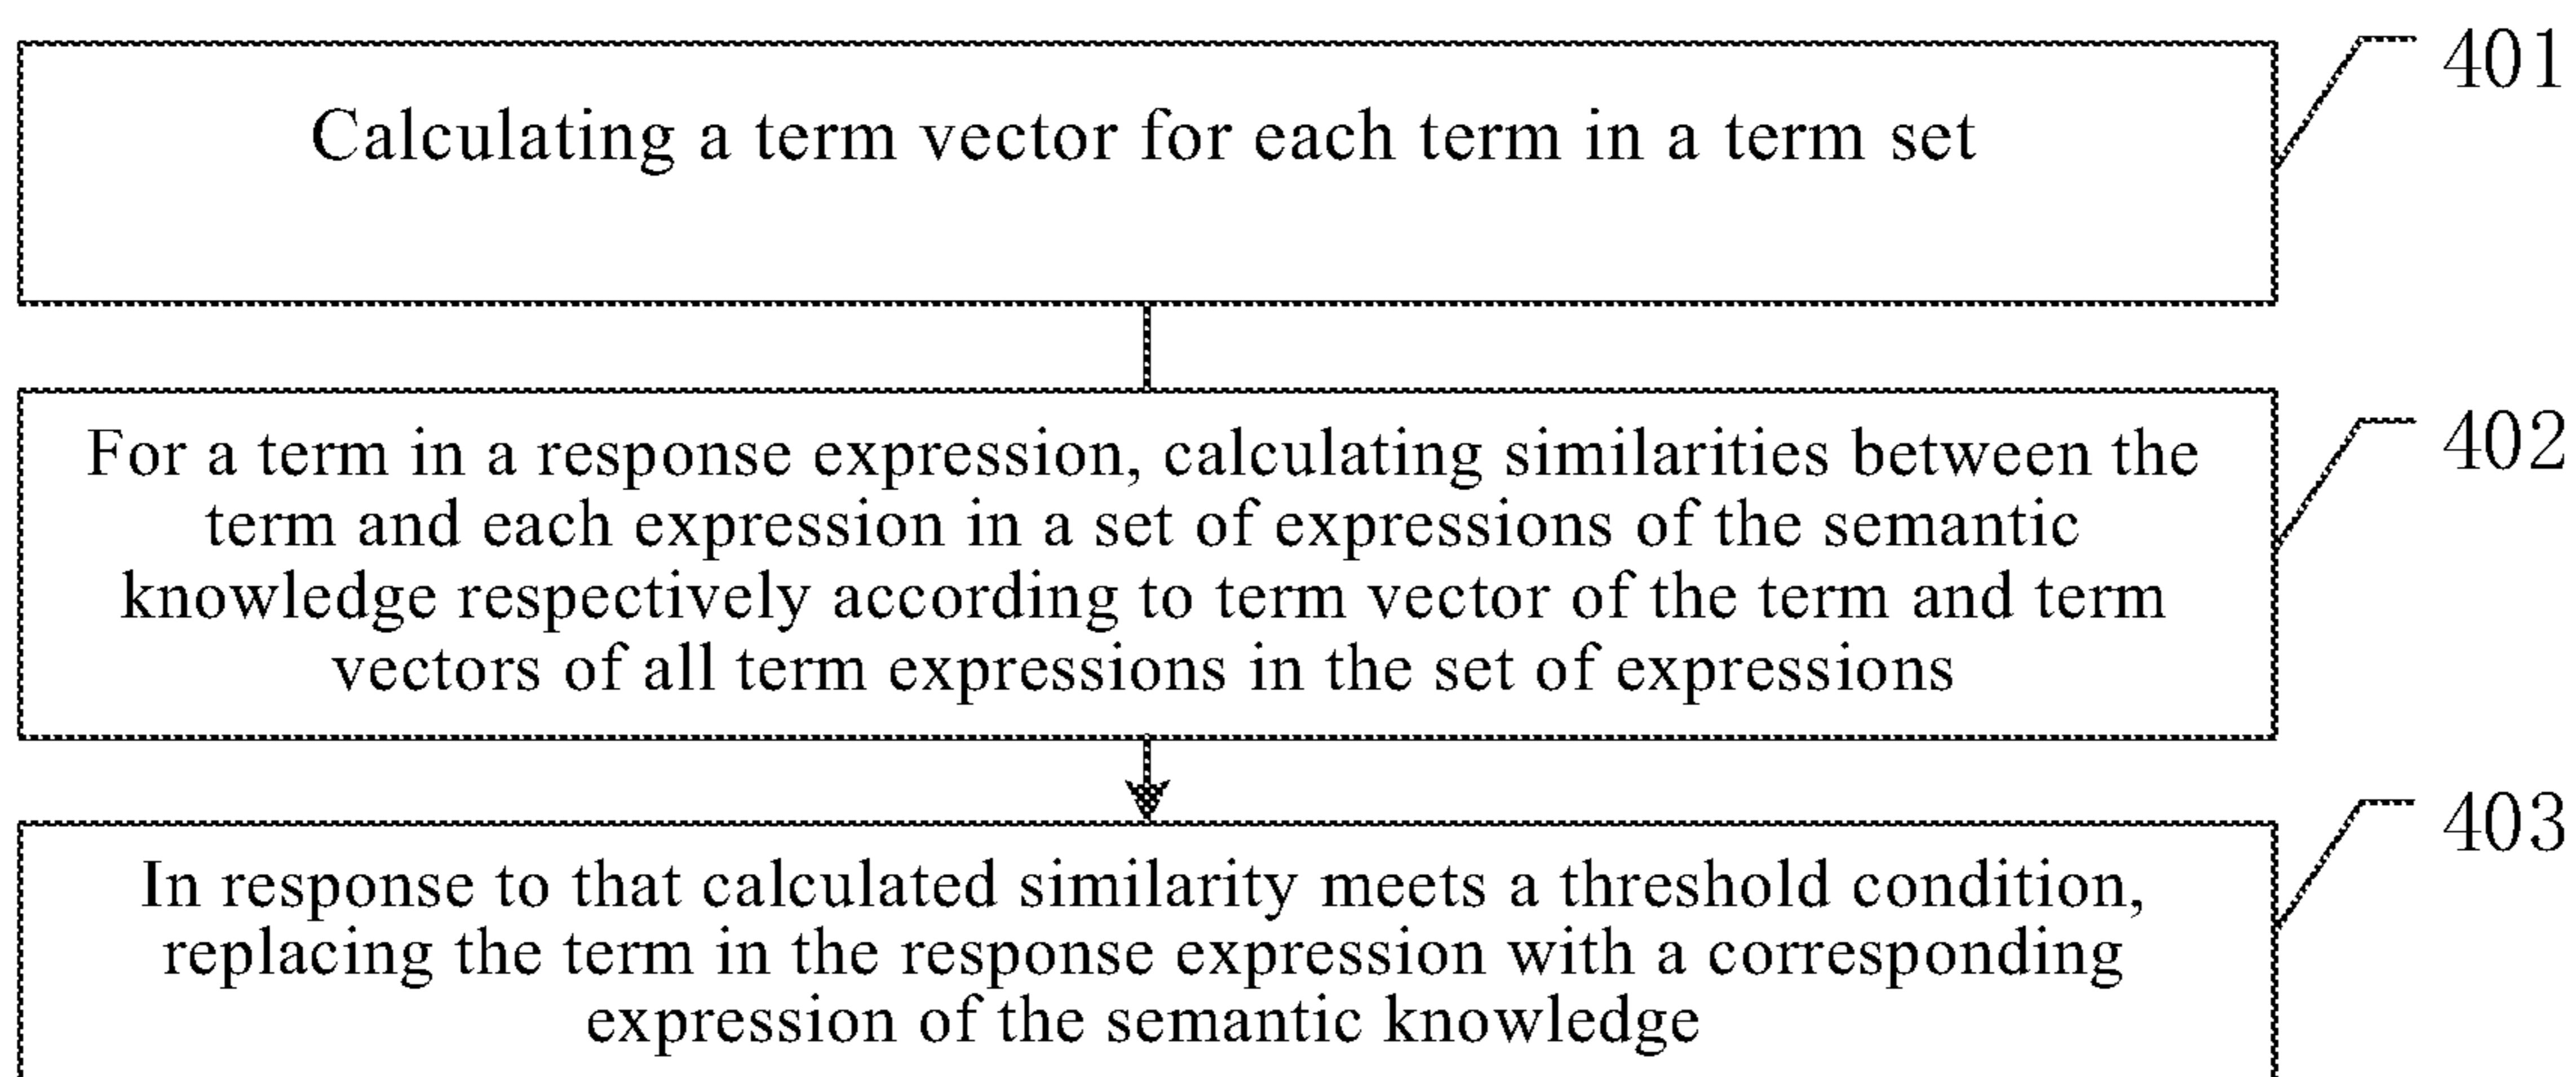 401
Calculating a term vector for each term in a term set
402
For a term in a response expression, calculating similarities between the
term and each expression in a set of expressions of the semantic
knowledge respectively according to term vector of the term and term
vectors of all term expressions in the set of expressions
403
In response to that calculated similarity meets a threshold condition,
replacing the term in the response expression with a corresponding
expression of the semantic knowledge